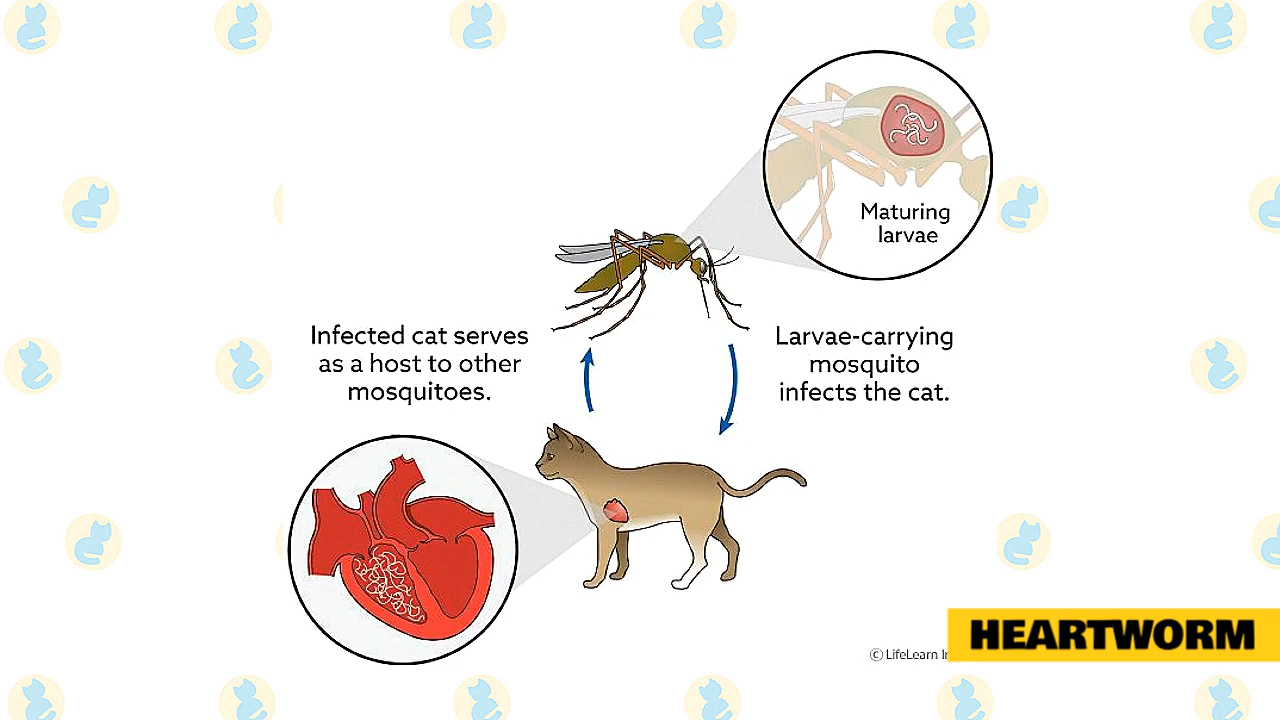 Maturing
larvae
Infected cat serves
as a host to other
mosquitoes.
Larvae-carrying
mosquito
infects the cat.
© LifeLearn
HEARTWORM